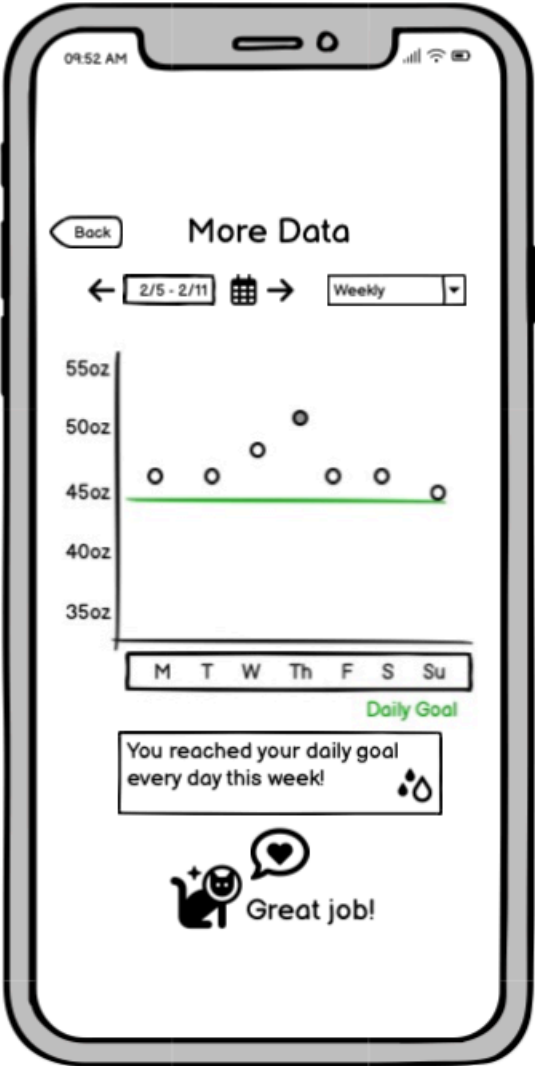 09:52 AM
Back
More Data
2/5 - 2/11
Weekly
55oz
50oz
45oz
40oz
35oz
M T W Th F S Su
Daily Goal
You reached your daily goal
every day this week!
Great job!